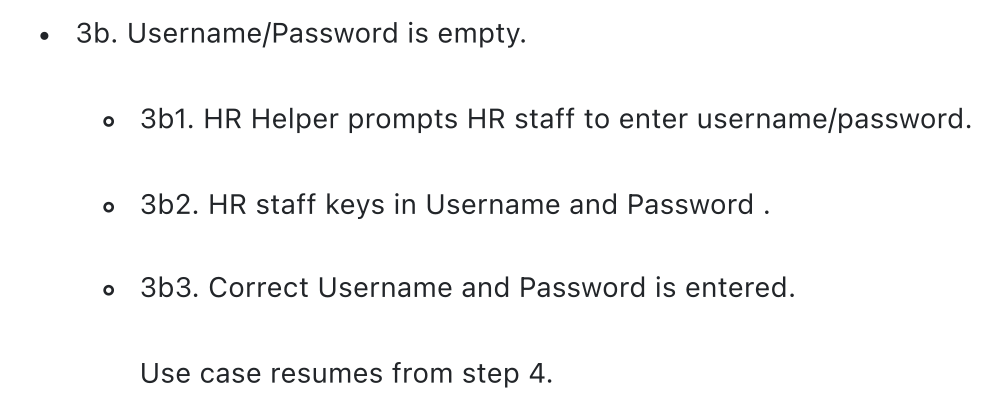 • 3b. Username/Password is empty.
◦ 3b1. HR Helper prompts HR staff to enter username/password.
◦ 3b2. HR staff keys in Username and Password .
◦ 3b3. Correct Username and Password is entered.
Use case resumes from step 4.